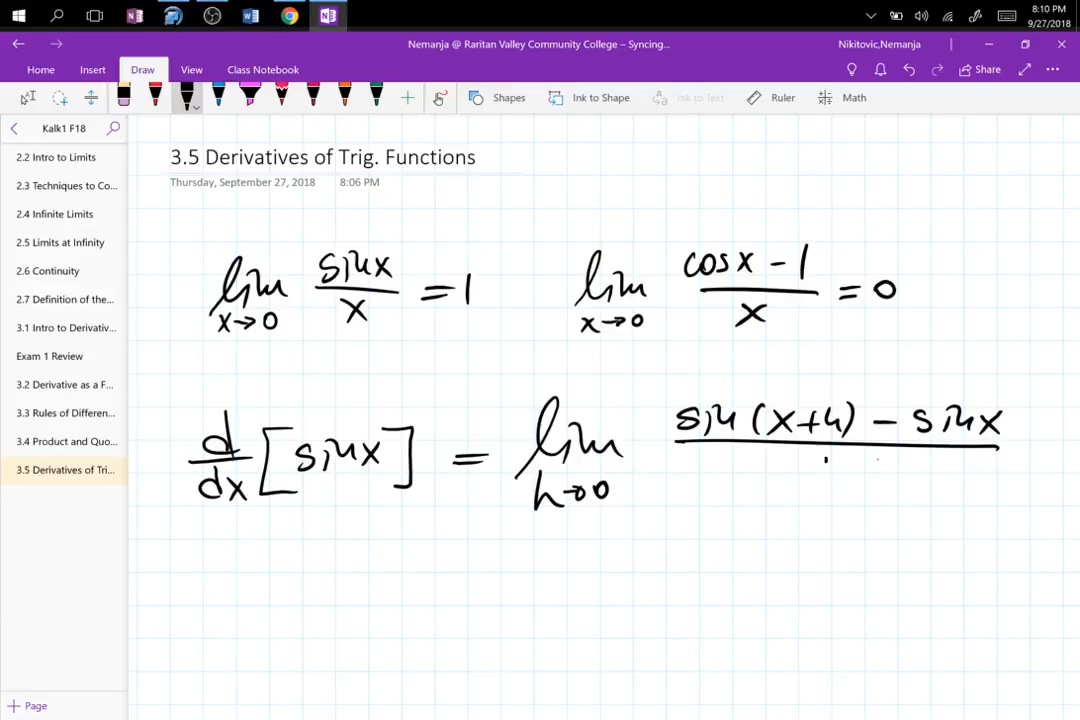 8:10 PM
9/27/2018
Nemanja @ Raritan Valley Community College – Syncing...
Nikitovic,Nemanja
Home Insert Draw View Class Notebook
Share
Shapes Ink to Shape Ink to Text Ruler Math
Kalk1 F18
2.2 Intro to Limits
2.3 Techniques to Co...
2.4 Infinite Limits
2.5 Limits at Infinity
2.6 Continuity
2.7 Definition of the...
3.1 Intro to Derivativ...
Exam 1 Review
3.2 Derivative as a F...
3.3 Rules of Differen...
3.4 Product and Quo...
3.5 Derivatives of Tri...
Page
3.5 Derivatives of Trig. Functions
Thursday, September 27, 2018 8:06 PM
lim x→0 sin x / x = 1 lim x→0 cos x − 1 / x = 0
d/dx [sin x] = lim h→0 sin (x+h) − sin x